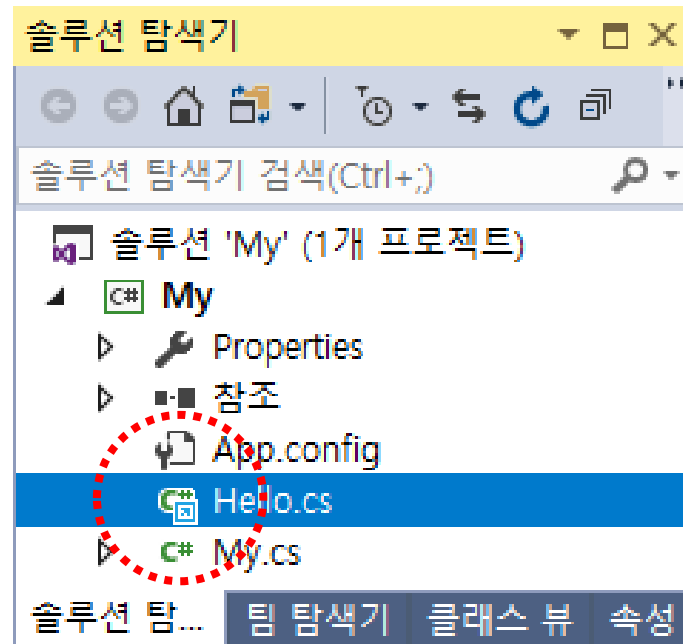 솔루션 탐색기
솔루션 탐색기 검색(Ctrl+;)
솔루션 'My' (1개 프로젝트)
C# My
Properties
참조
App.config
C# Hello.cs
C# My.cs
솔루션 탐... 팀 탐색기 클래스 뷰 속성